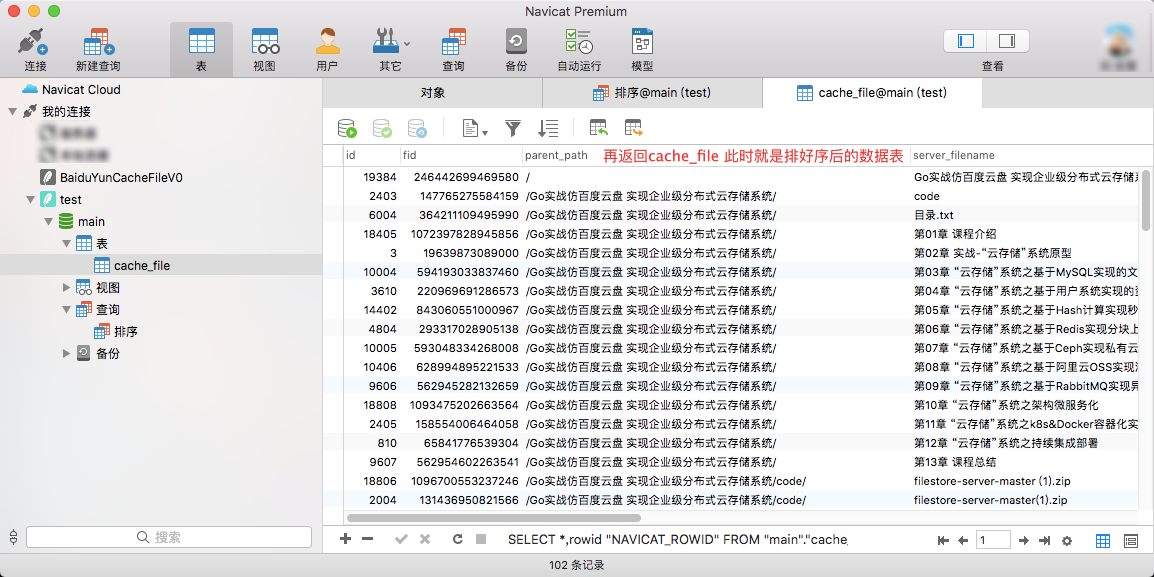 Navicat Premium
连接 新建查询 表 视图 用户 其它 查询 备份 自动运行 模型 查看
Navicat Cloud
我的连接
BaiduYunCacheFileV0
test
main
表
cache_file
视图
查询
排序
备份
搜索
对象 排序@main (test) cache_file@main (test)
id fid parent_path 再返回cache_file 此时就是排好序后的数据表 server_filename
19384 246442699469580 / Go实战仿百度云盘 实现企业级分布式云存储系
2403 147765275584159 /Go实战仿百度云盘 实现企业级分布式云存储系统/ code
6004 364211109495990 /Go实战仿百度云盘 实现企业级分布式云存储系统/ 目录.txt
18405 1072397828945856 /Go实战仿百度云盘 实现企业级分布式云存储系统/ 第01章 课程介绍
3 19639873089000 /Go实战仿百度云盘 实现企业级分布式云存储系统/ 第02章 实战-“云存储”系统原型
10004 594193033837460 /Go实战仿百度云盘 实现企业级分布式云存储系统/ 第03章 “云存储”系统之基于MySQL实现的文
3610 220969691286573 /Go实战仿百度云盘 实现企业级分布式云存储系统/ 第04章 “云存储”系统之基于用户系统实现的
14402 843060551000967 /Go实战仿百度云盘 实现企业级分布式云存储系统/ 第05章 “云存储”系统之基于Hash计算实现秒
4804 293317028905138 /Go实战仿百度云盘 实现企业级分布式云存储系统/ 第06章 “云存储”系统之基于Redis实现分块上
10005 593048334268008 /Go实战仿百度云盘 实现企业级分布式云存储系统/ 第07章 “云存储”系统之基于Ceph实现私有云
10406 628994895221533 /Go实战仿百度云盘 实现企业级分布式云存储系统/ 第08章 “云存储”系统之基于阿里云OSS实现
9606 562945282132659 /Go实战仿百度云盘 实现企业级分布式云存储系统/ 第09章 “云存储”系统之基于RabbitMQ实现异
18808 1093475202663564 /Go实战仿百度云盘 实现企业级分布式云存储系统/ 第10章 “云存储”系统之架构微服务化
2405 158554006464058 /Go实战仿百度云盘 实现企业级分布式云存储系统/ 第11章 “云存储”系统之k8s&Docker容器化实
810 65841776539304 /Go实战仿百度云盘 实现企业级分布式云存储系统/ 第12章 “云存储”系统之持续集成部署
9607 562954602263541 /Go实战仿百度云盘 实现企业级分布式云存储系统/ 第13章 课程总结
18806 1096700553237246 /Go实战仿百度云盘 实现企业级分布式云存储系统/code/ filestore-server-master (1).zip
2004 131436950821566 /Go实战仿百度云盘 实现企业级分布式云存储系统/code/ filestore-server-master(1).zip
SELECT *,rowid "NAVICAT_ROWID" FROM "main"."cache 1
102 条记录